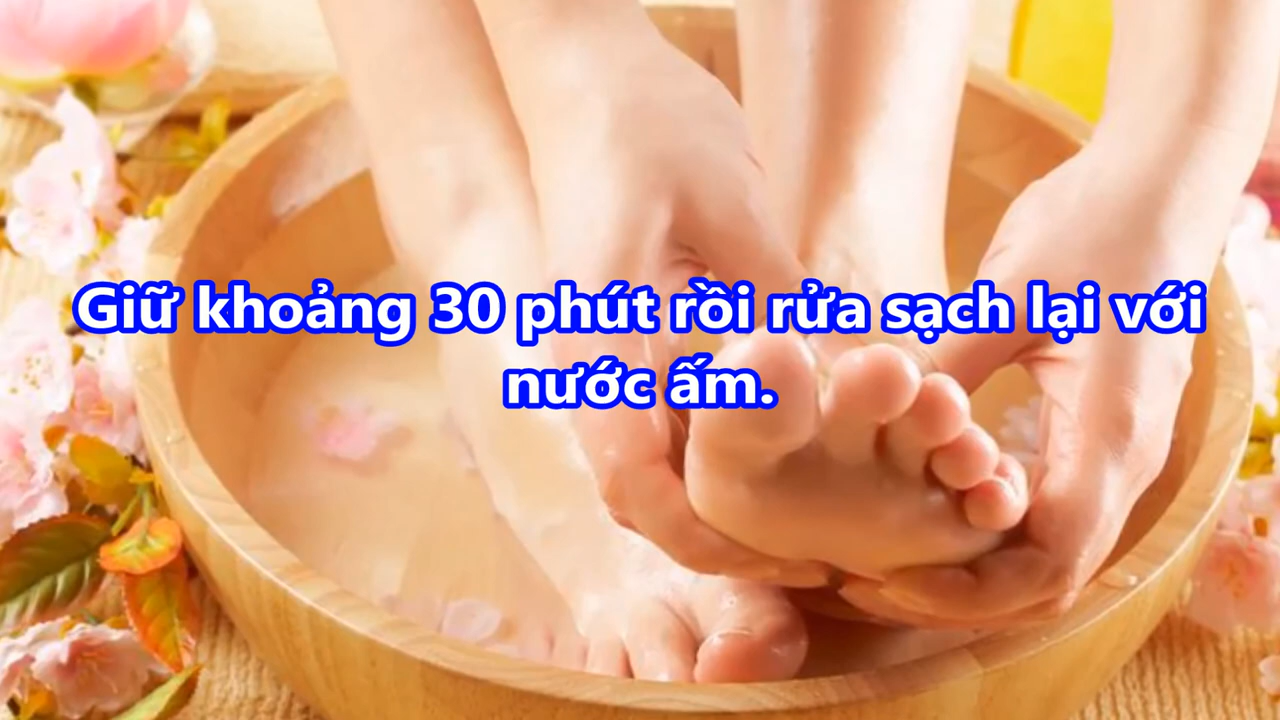 Giữ khoảng 30 phút rồi rửa sạch lại với
nước ấm.